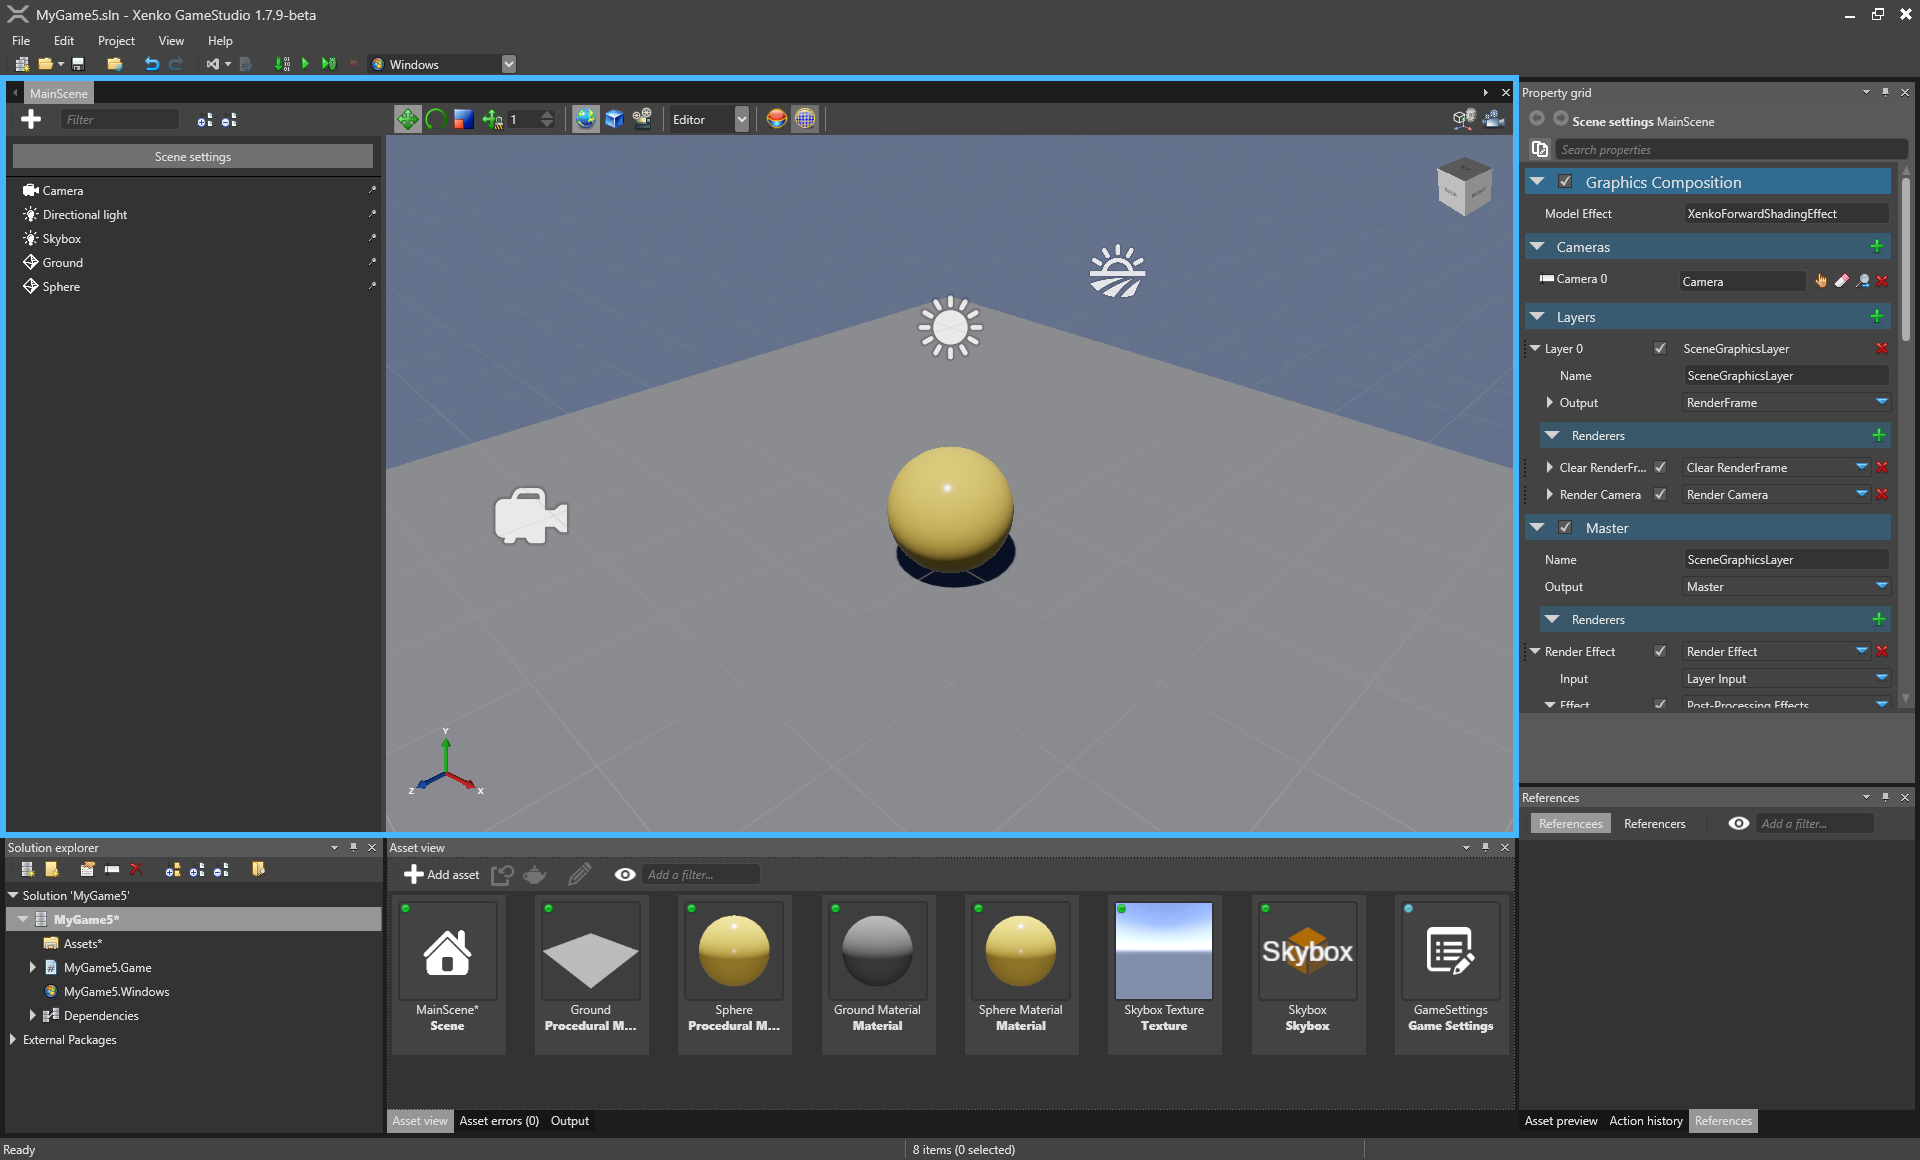 MyGame5.sln - Xenko GameStudio 1.7.9-beta
File Edit Project View Help
Windows
MainScene
Filter
1
Editor
Scene settings
Camera
Directional light
Skybox
Ground
Sphere
Y
Z
X
Property grid
Scene settings MainScene
Search properties
Graphics Composition
Model Effect XenkoForwardShadingEffect
Cameras
Camera 0 Camera
Layers
Layer 0 SceneGraphicsLayer
Name SceneGraphicsLayer
Output RenderFrame
Renderers
Clear RenderFr... Clear RenderFrame
Render Camera Render Camera
Master
Name SceneGraphicsLayer
Output Master
Renderers
Render Effect Render Effect
Input Layer Input
Effect Post-Processing Effects
References
Referencees Referencers Add a filter...
Solution explorer
Solution 'MyGame5'
MyGame5*
Assets*
MyGame5.Game
MyGame5.Windows
Dependencies
External Packages
Asset view
Add asset Add a filter...
Skybox
MainScene* Ground Sphere Ground Material Sphere Material Skybox Texture Skybox GameSettings
Scene Procedural M... Procedural M... Material Material Texture Skybox Game Settings
Asset view Asset errors (0) Output
Asset preview Action history References
Ready
8 items (0 selected)